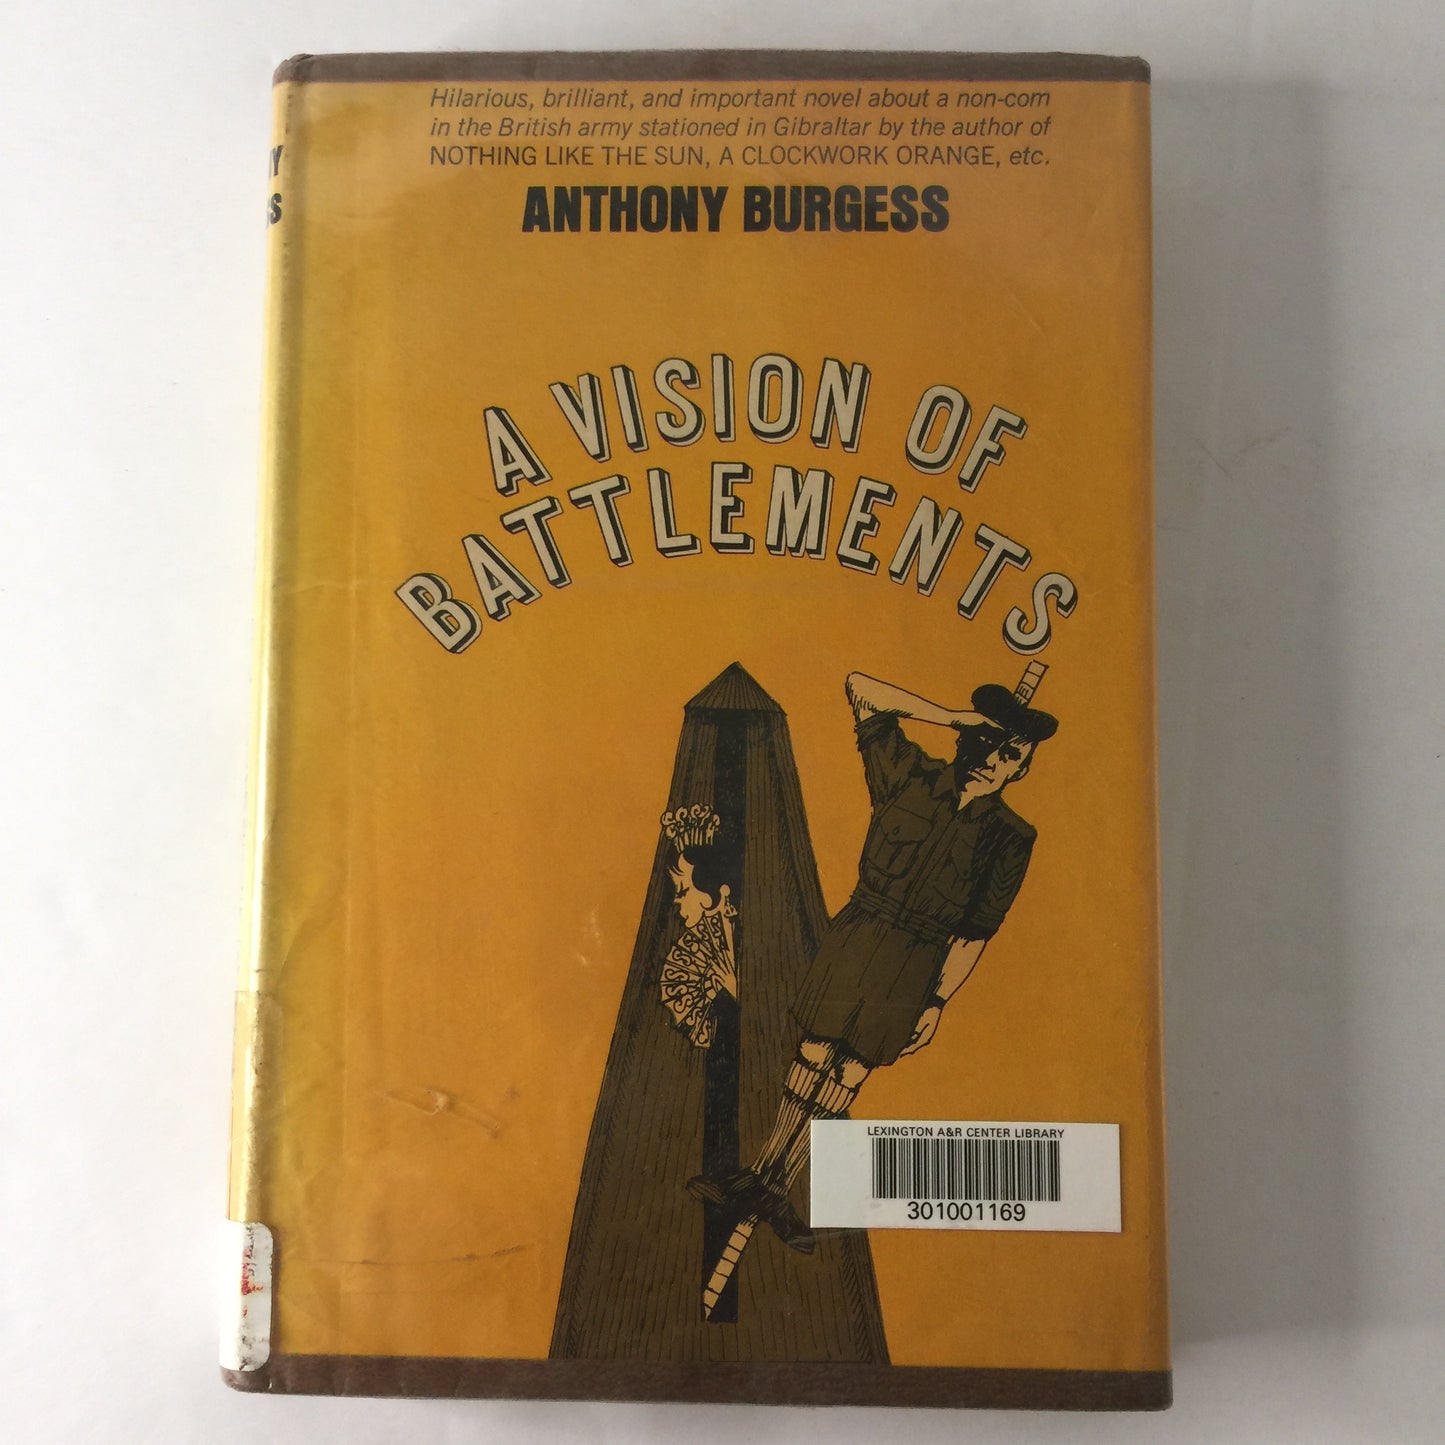 Hilarious, brilliant, and important novel about a non-com
in the British army stationed in Gibraltar by the author of
NOTHING LIKE THE SUN, A CLOCKWORK ORANGE, etc.
ANTHONY BURGESS
A VISION OF
BATTLEMENTS
LEXINGTON A&R CENTER LIBRARY
301001169